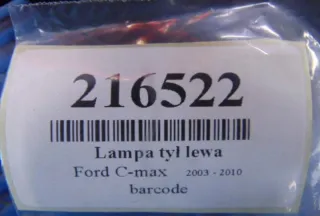 216522
Lampa tył lewa
Ford C-max 2003 - 2010
barcode